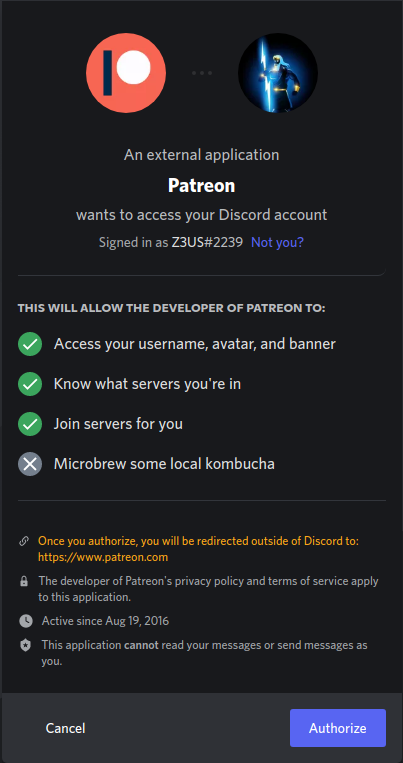 An external application
Patreon
wants to access your Discord account
Signed in as Z3US#2239 Not you?
THIS WILL ALLOW THE DEVELOPER OF PATREON TO:
Access your username, avatar, and banner
Know what servers you're in
Join servers for you
Microbrew some local kombucha
Once you authorize, you will be redirected outside of Discord to:
https://www.patreon.com
The developer of Patreon's privacy policy and terms of service apply
to this application.
Active since Aug 19, 2016
This application cannot read your messages or send messages as
you.
Cancel Authorize